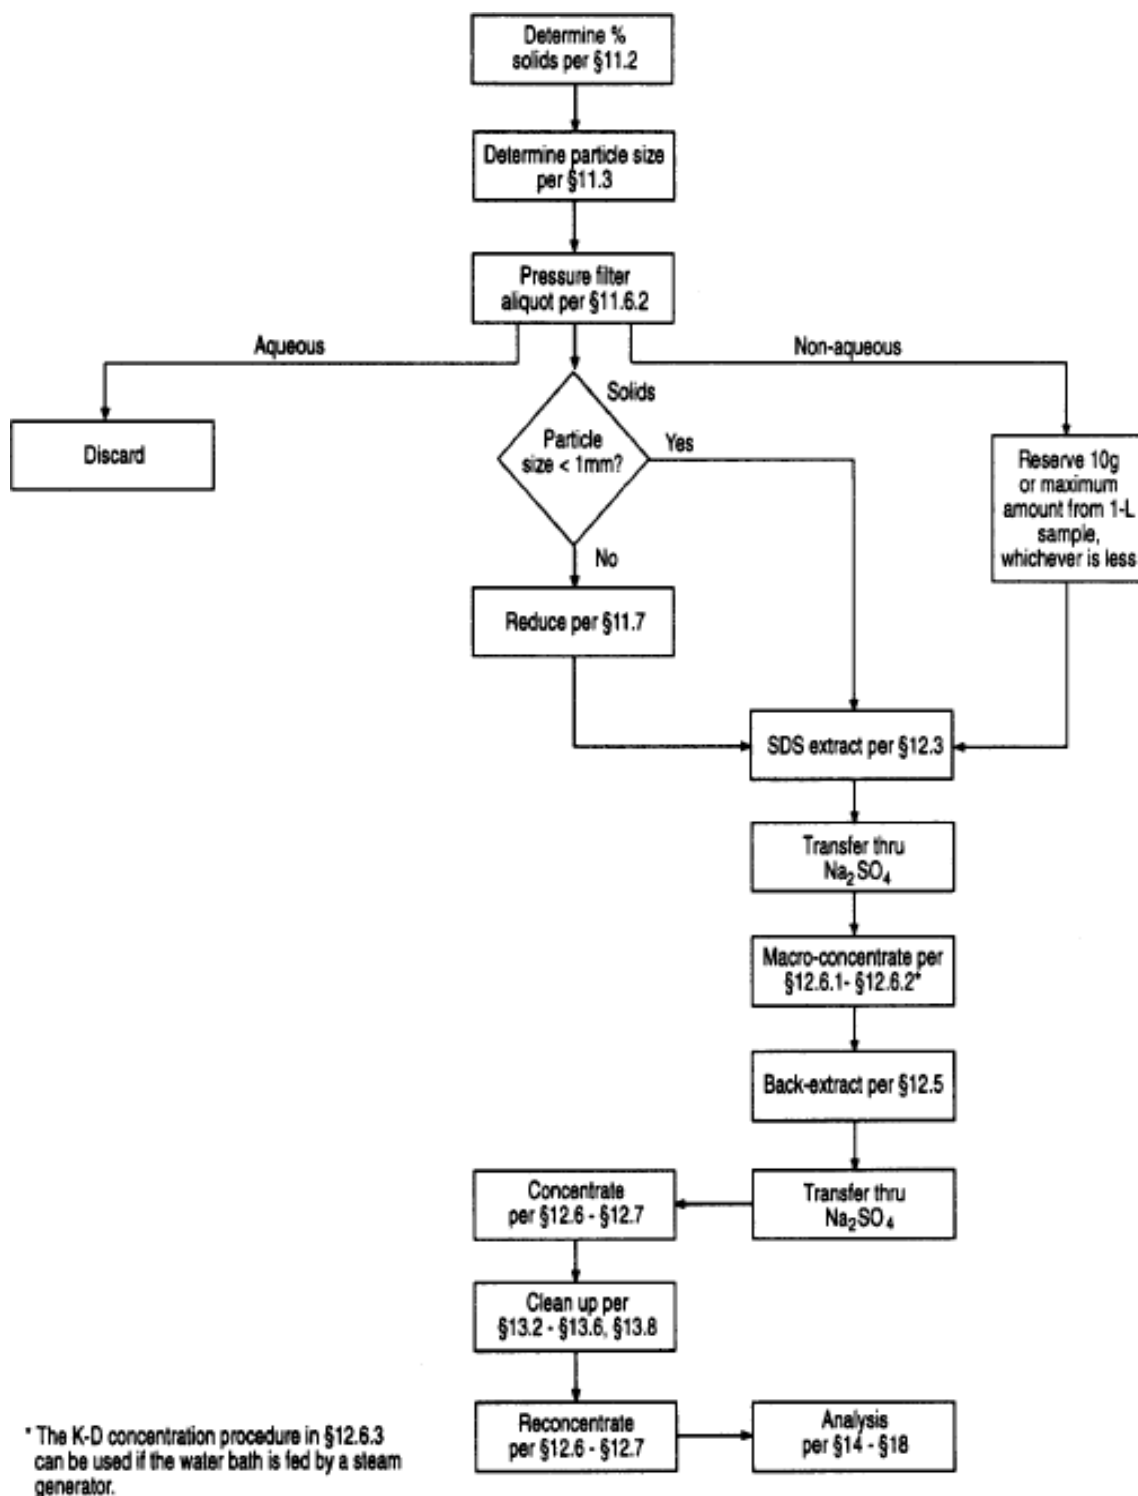 Determine %
solids per §11.2
Determine particle size
per §11.3
Pressure filter
aliquot per §11.6.2
Aqueous
Non-aqueous
Solids
Discard
Particle
size < 1mm?
Yes
Reserve 10g
or maximum
amount from 1-L
sample,
whichever is less
No
Reduce per §11.7
SDS extract per §12.3
Transfer thru
Na₂SO₄
Macro-concentrate per
§12.6.1- §12.6.2*
Back-extract per §12.5
Transfer thru
Na₂SO₄
Concentrate
per §12.6 - §12.7
Clean up per
§13.2 - §13.6, §13.8
Reconcentrate
per §12.6 - §12.7
Analysis
per §14 - §18
* The K-D concentration procedure in §12.6.3
can be used if the water bath is fed by a steam
generator.